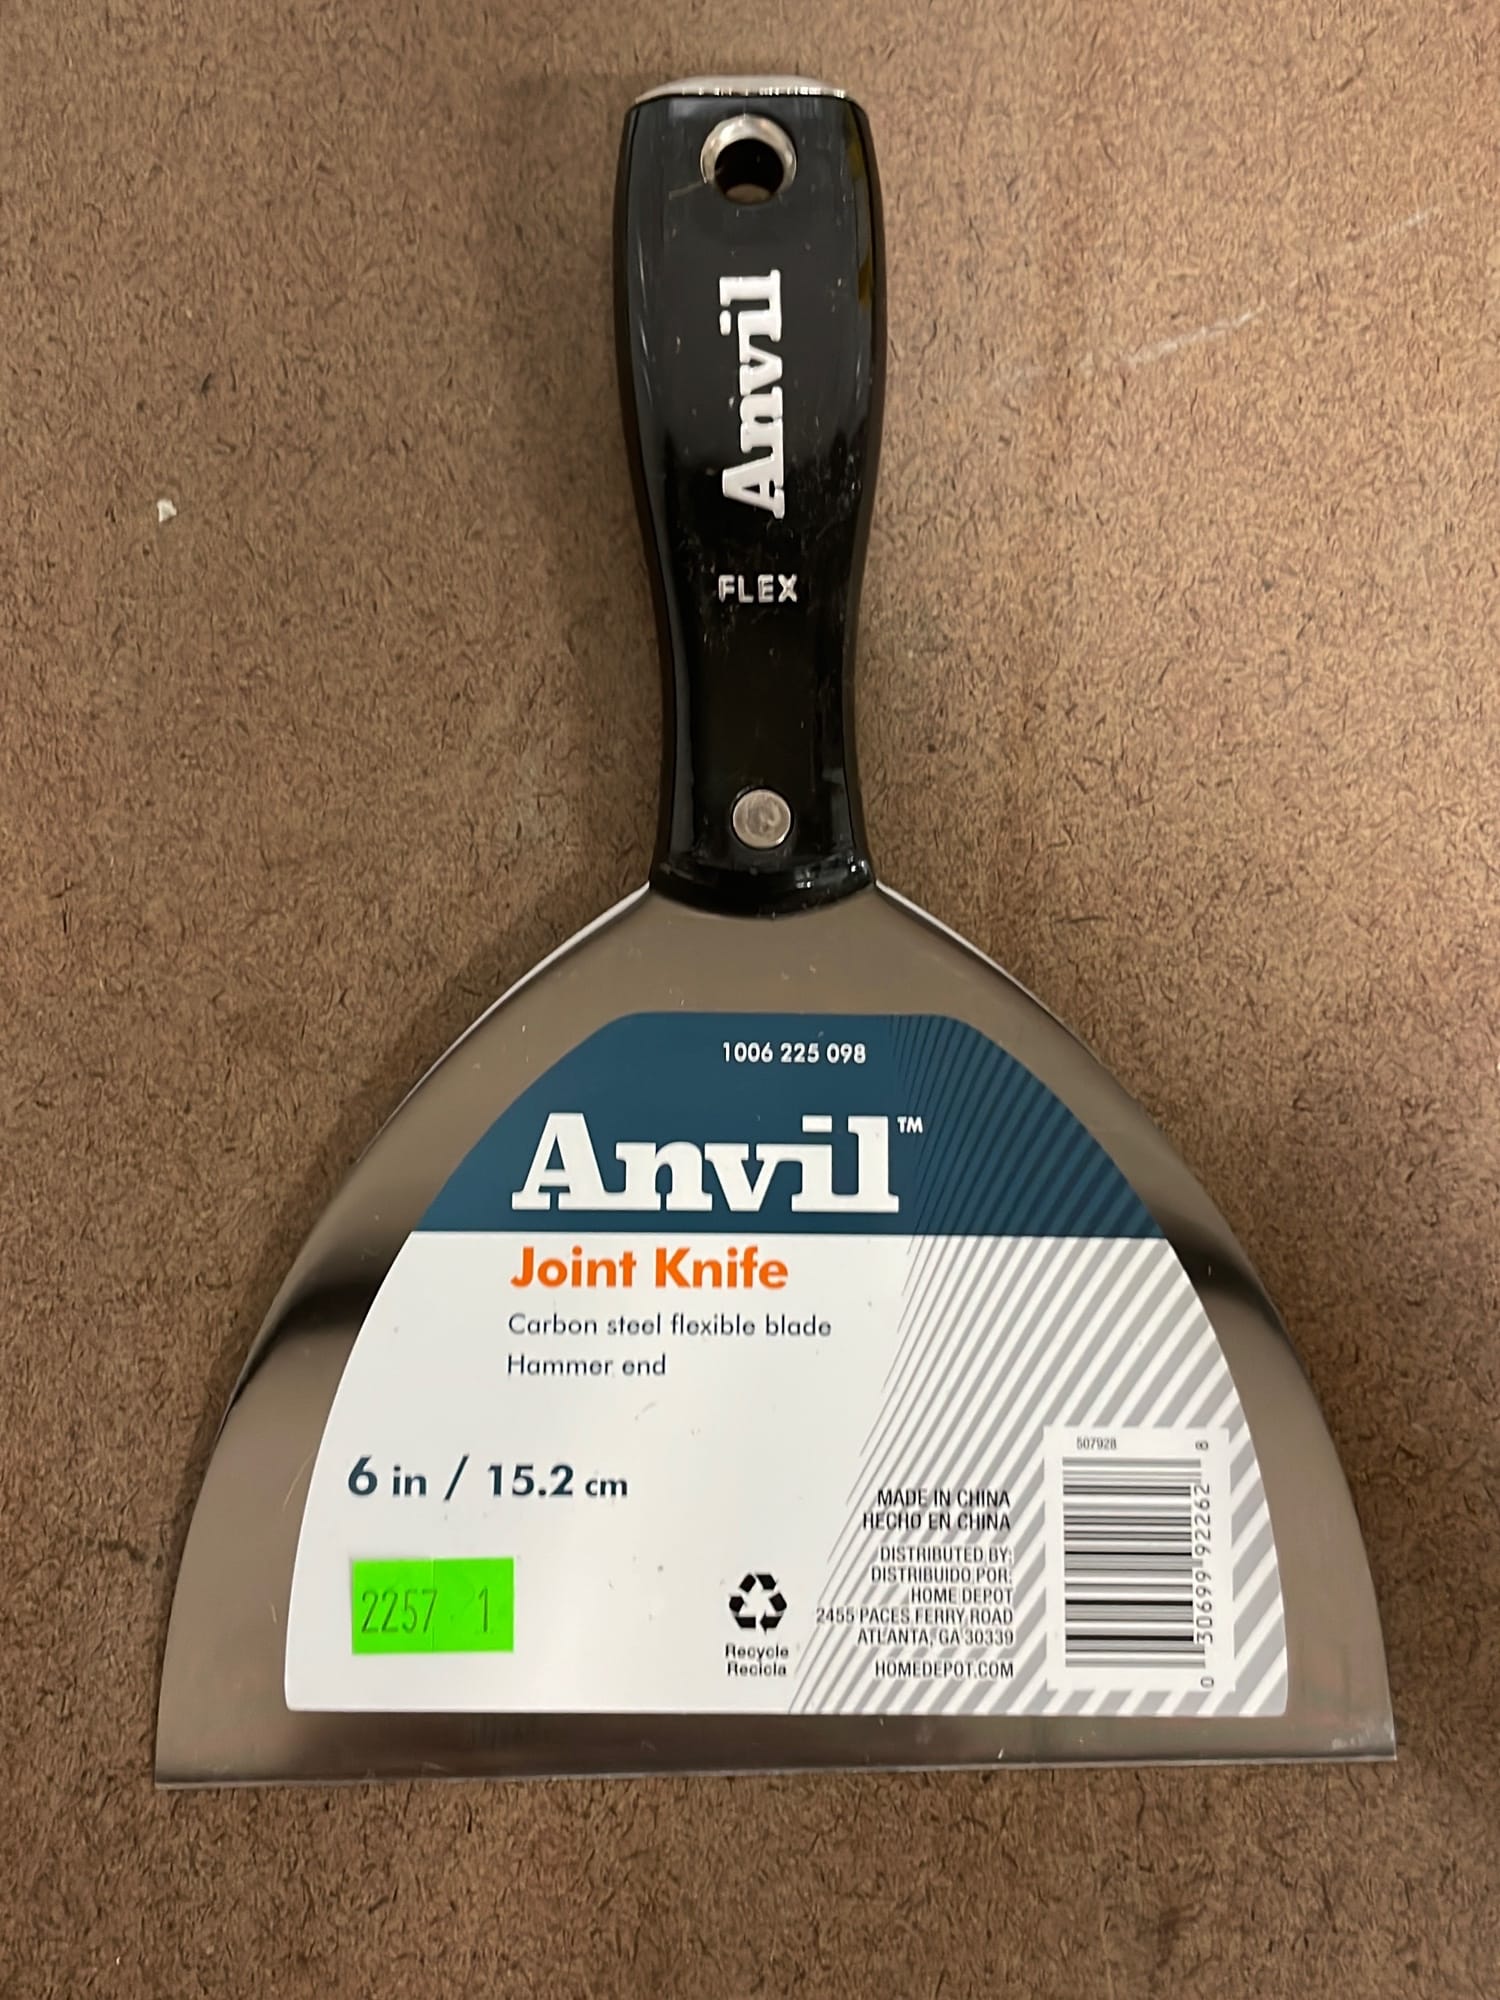 Anvil
FLEX
1006 225 098
Anvil™
Joint Knife
Carbon steel flexible blade
Hammer end
6 in / 15.2 cm
2257 1
Recycle
Recicla
MADE IN CHINA
HECHO EN CHINA
DISTRIBUTED BY:
DISTRIBUIDO POR:
HOME DEPOT
2455 PACES FERRY ROAD
ATLANTA, GA 30339
HOMEDEPOT.COM
507928
0 30699 92262 8